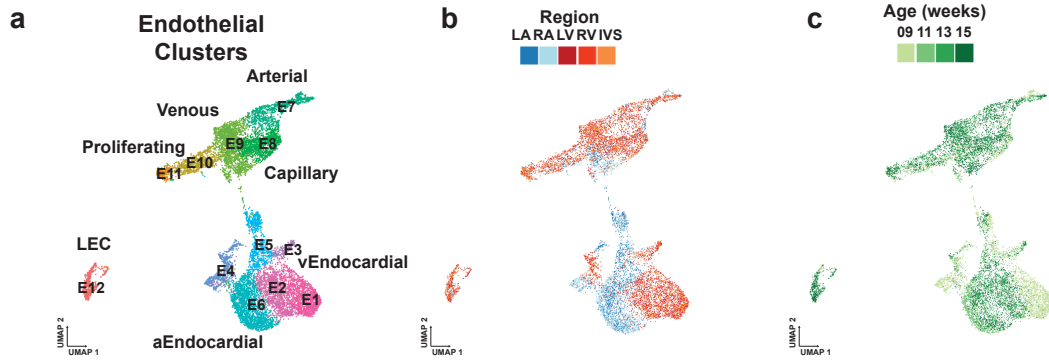 a
Endothelial
Clusters
Arterial
E7
Venous
E9
E8
Proliferating
E10
E11
Capillary
LEC
E5
E3
vEndocardial
E4
E12
E2
E6
E1
aEndocardial
UMAP 2
UMAP 1
b
Region
LA RA LV RV IVS
UMAP 2
UMAP 1
c
Age (weeks)
09 11 13 15
UMAP 2
UMAP 1